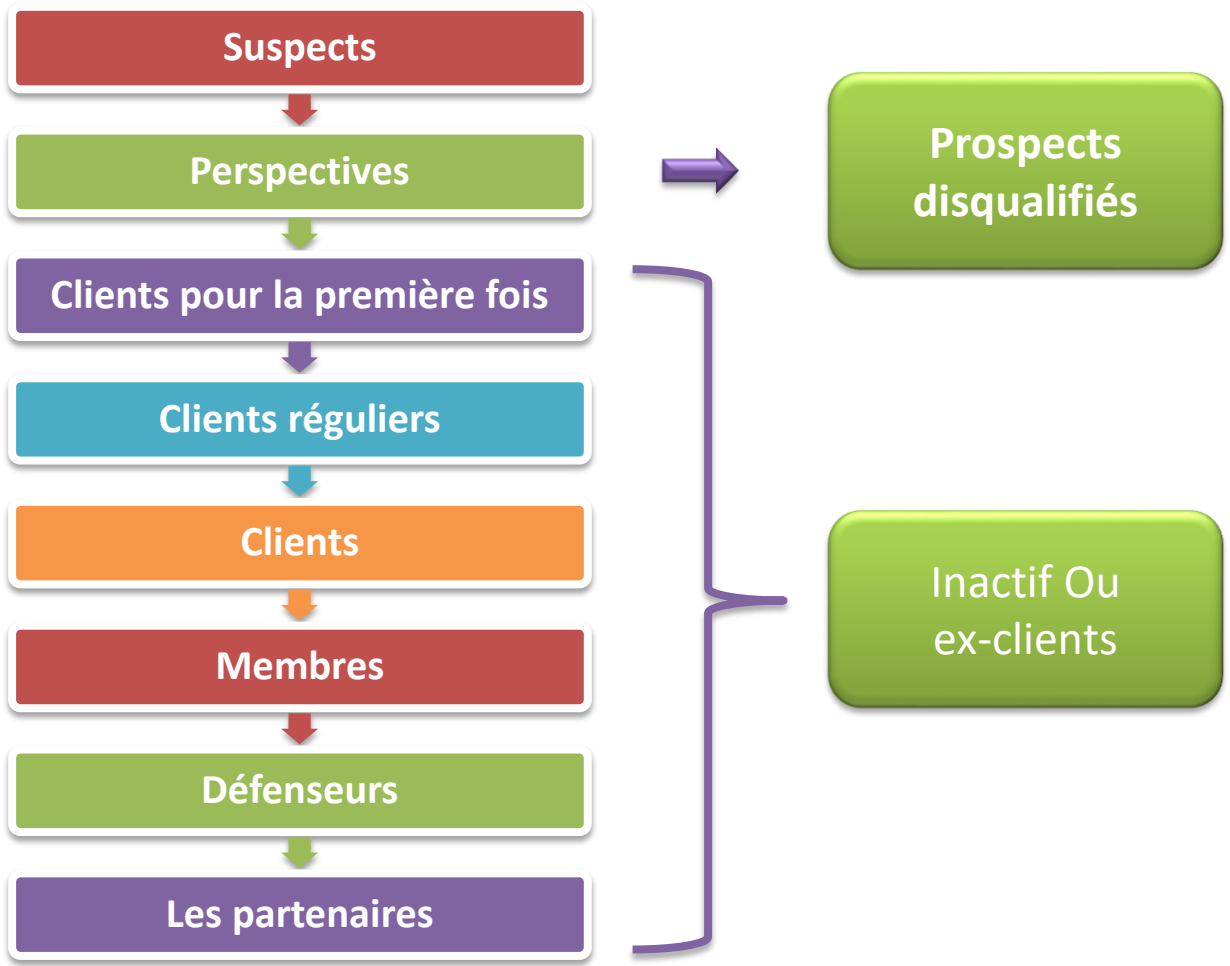 Suspects
Perspectives
Clients pour la première fois
Clients réguliers
Clients
Membres
Défenseurs
Les partenaires
Prospects
disqualifiés
Inactif Ou
ex-clients